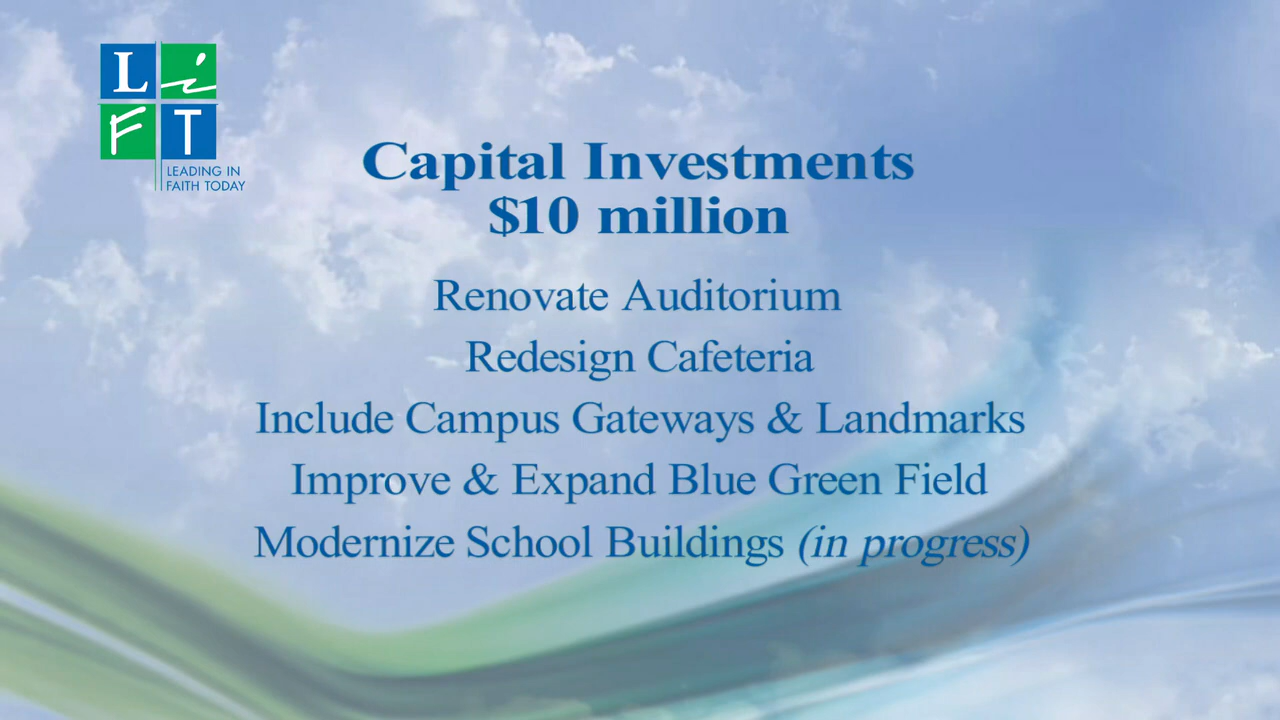 LiFT
LEADING IN
FAITH TODAY
Capital Investments
$10 million
Renovate Auditorium
Redesign Cafeteria
Include Campus Gateways & Landmarks
Improve & Expand Blue Green Field
Modernize School Buildings (in progress)